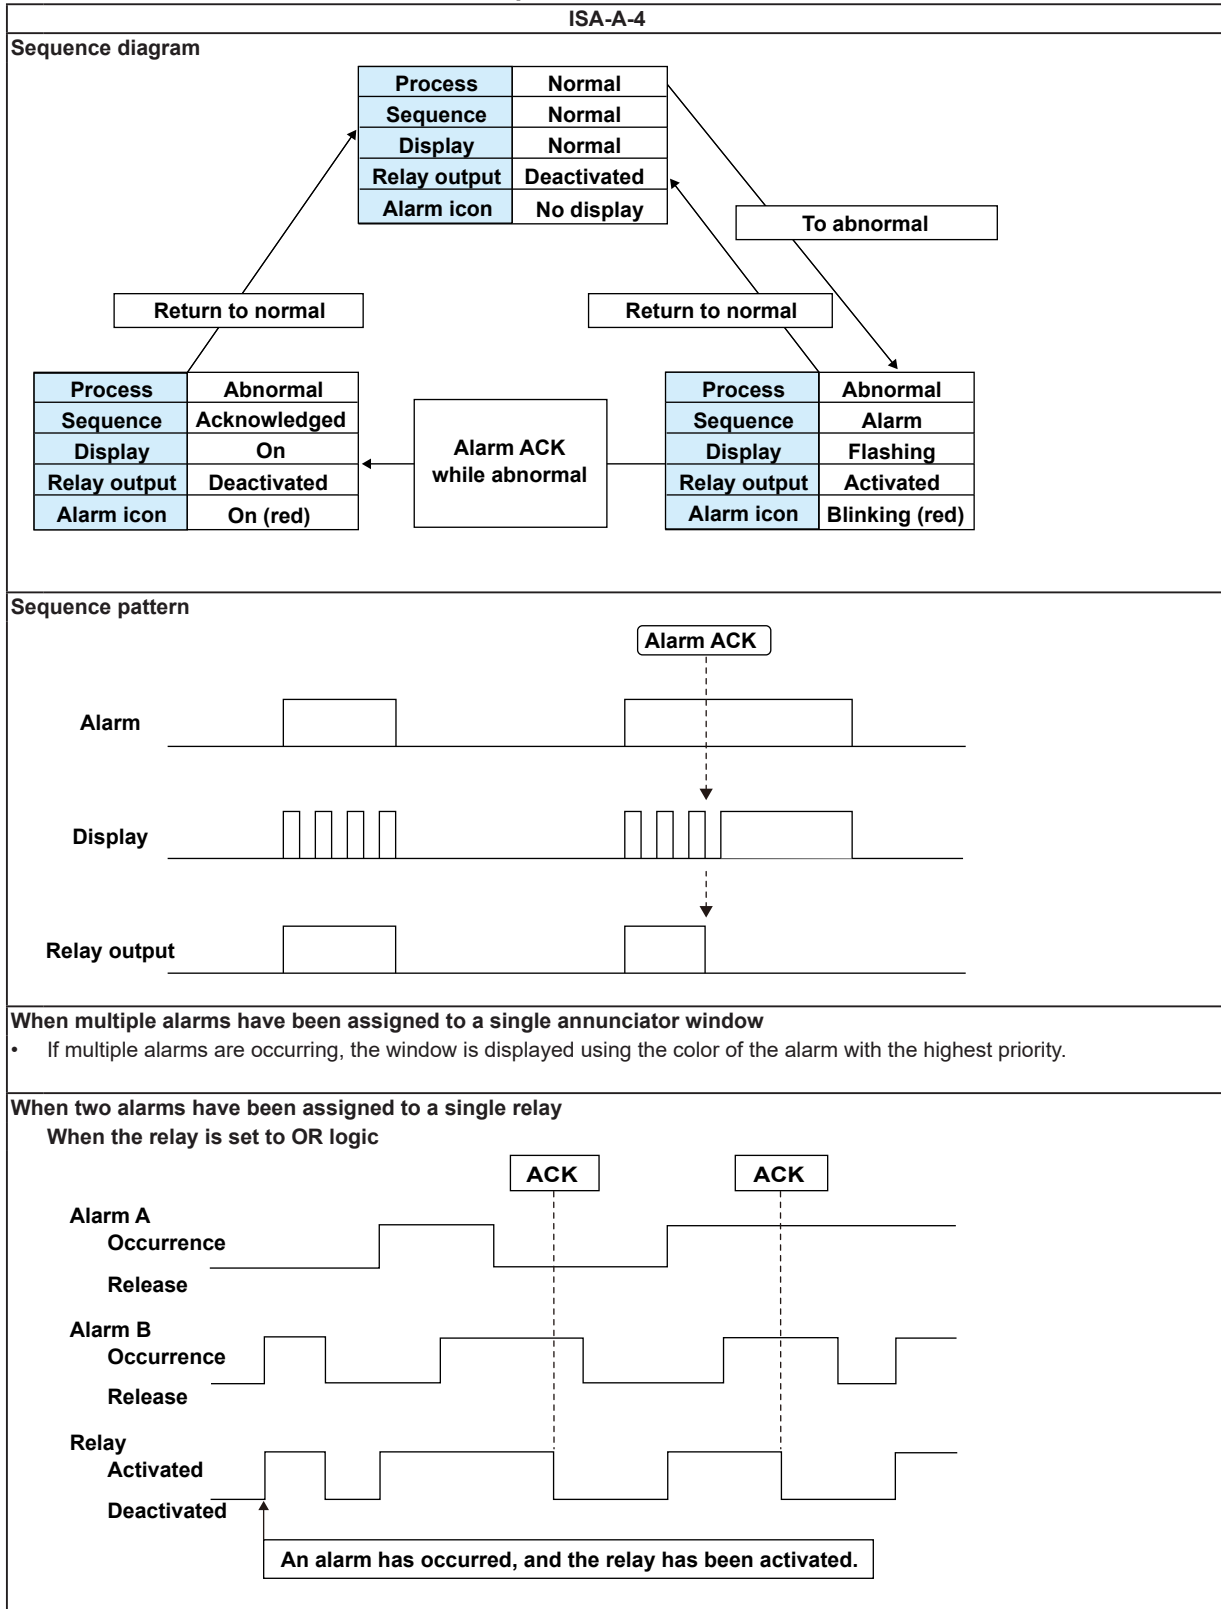 ISA-A-4
Sequence diagram
Process Normal
Sequence Normal
Display Normal
Relay output Deactivated
Alarm icon No display
To abnormal
Return to normal
Return to normal
Process Abnormal
Sequence Acknowledged
Display On
Relay output Deactivated
Alarm icon On (red)
Alarm ACK
while abnormal
Process Abnormal
Sequence Alarm
Display Flashing
Relay output Activated
Alarm icon Blinking (red)
Sequence pattern
Alarm ACK
Alarm
Display
Relay output
When multiple alarms have been assigned to a single annunciator window
• If multiple alarms are occurring, the window is displayed using the color of the alarm with the highest priority.
When two alarms have been assigned to a single relay
When the relay is set to OR logic
ACK
ACK
Alarm A
Occurrence
Release
Alarm B
Occurrence
Release
Relay
Activated
Deactivated
An alarm has occurred, and the relay has been activated.